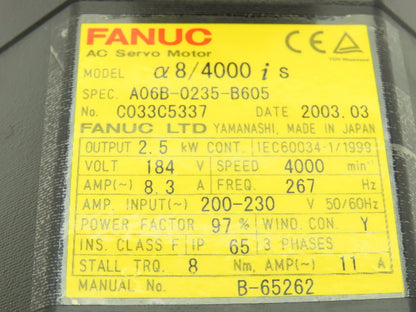 FANUC CE
AC Servo Motor
MODEL α8/4000 i s
SPEC. A06B-0235-B605
No. C033C5337 DATE 2003.03
FANUC LTD YAMANASHI, MADE IN JAPAN
OUTPUT 2.5 kW CONT. IEC60034-1/1999
VOLT 184 V SPEED 4000 min⁻¹
AMP(~) 8.3 A FREQ. 267 Hz
AMP. INPUT(~) 200-230 V 50/60Hz
POWER FACTOR 97% WIND. CON. Y
INS. CLASS F IP 65 3 PHASES
STALL TRQ. 8 Nm, AMP(~) 11 A
MANUAL No. B-65262